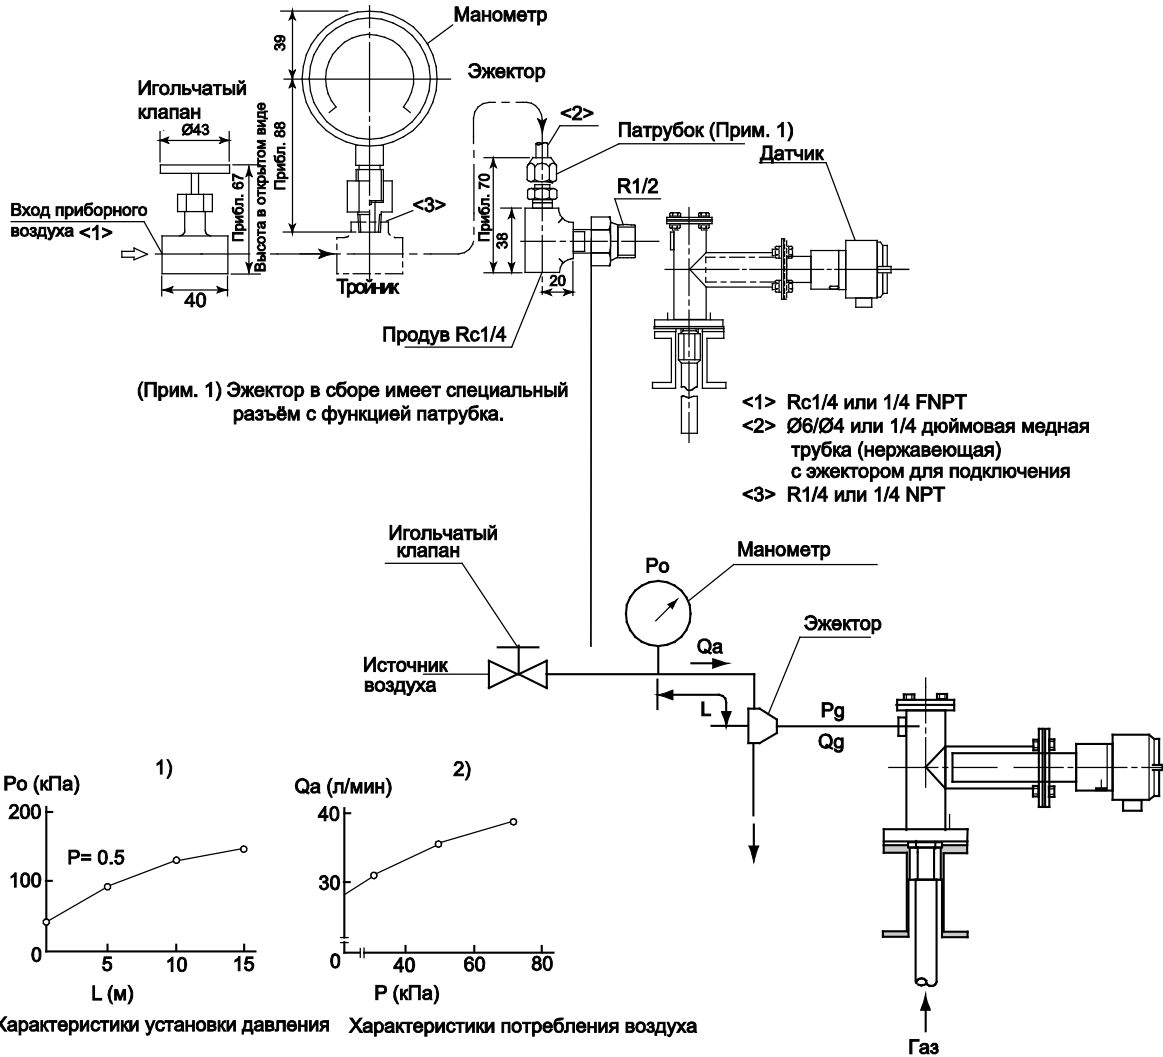 Манометр
39
Эжектор
Игольчатый
клапан
Ø43
<2>
Патрубок (Прим. 1)
Датчик
Прибл. 67
Высота в открытом виде
Прибл. 88
Прибл. 70
38
R1/2
<3>
Вход приборного
воздуха <1>
40
Тройник
20
Продув Rc1/4
(Прим. 1) Эжектор в сборе имеет специальный
разъём с функцией патрубка.
<1> Rc1/4 или 1/4 FNPT
<2> Ø6/Ø4 или 1/4 дюймовая медная
трубка (нержавеющая)
с эжектором для подключения
<3> R1/4 или 1/4 NPT
Игольчатый
клапан
Po
Манометр
Эжектор
Qa
Источник
воздуха
L
Pg
Qg
1)
Po (кПа)
200
P= 0.5
100
0
5
10
15
L (м)
Характеристики установки давления
2)
Qa (л/мин)
40
30
0
40
60
80
P (кПа)
Характеристики потребления воздуха
Газ